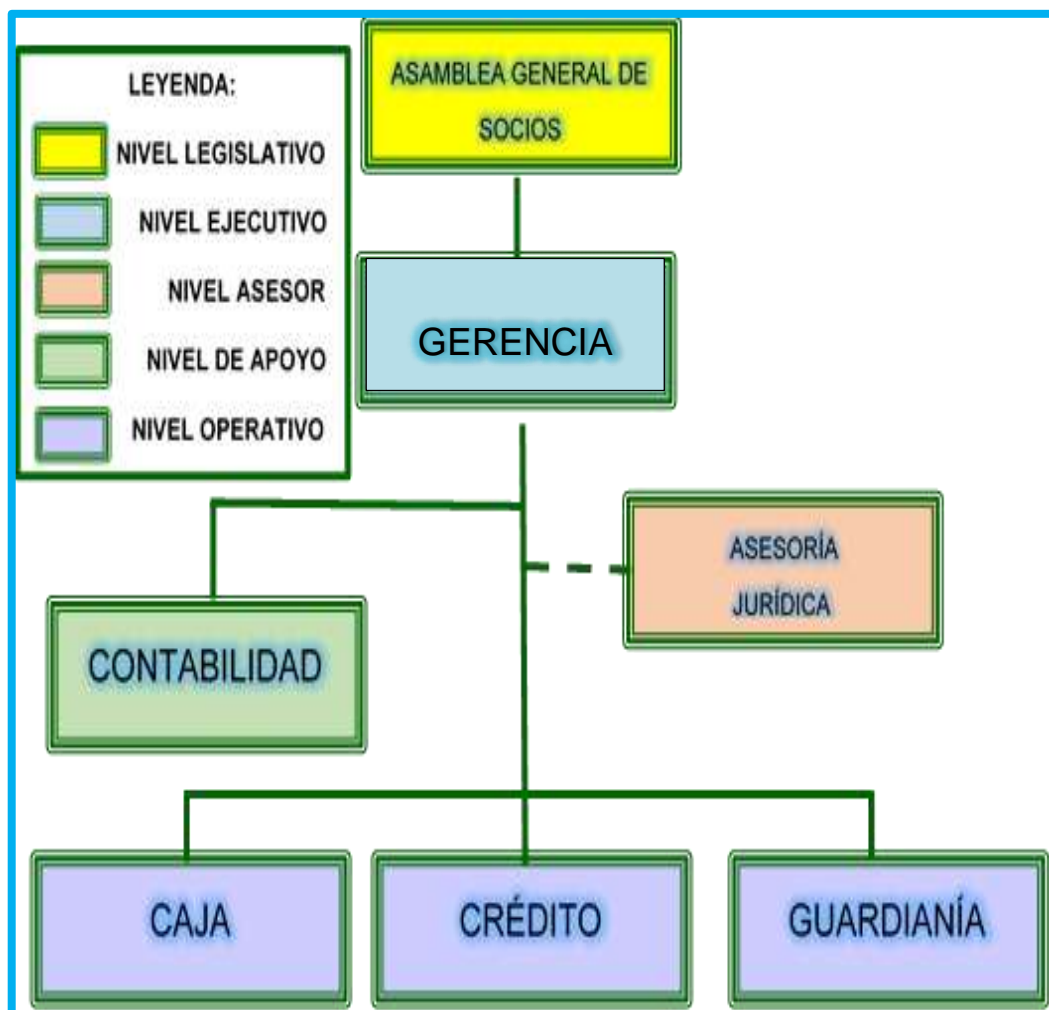 LEYENDA:
NIVEL LEGISLATIVO
NIVEL EJECUTIVO
NIVEL ASESOR
NIVEL DE APOYO
NIVEL OPERATIVO
ASAMBLEA GENERAL DE
SOCIOS
GERENCIA
ASESORÍA
JURÍDICA
CONTABILIDAD
CAJA
CRÉDITO
GUARDIANÍA